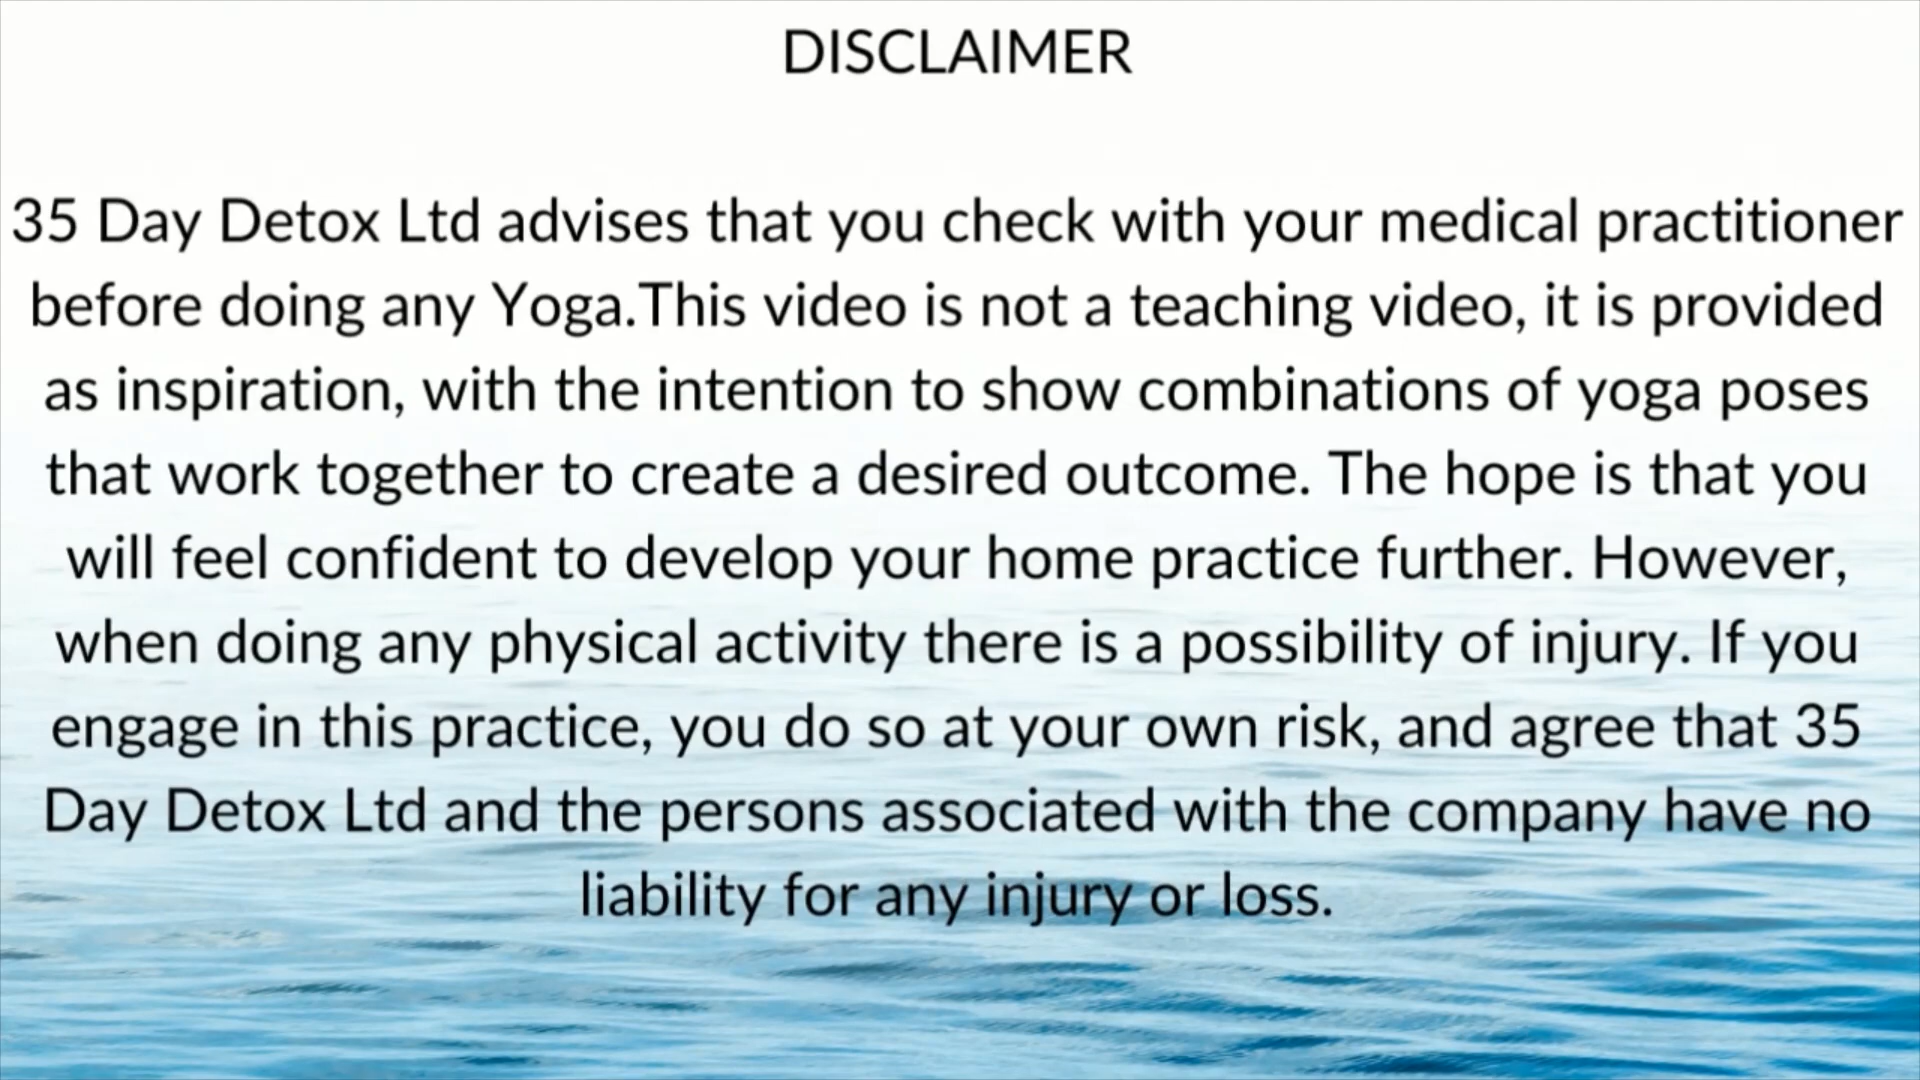 DISCLAIMER
35 Day Detox Ltd advises that you check with your medical practitioner
before doing any Yoga.This video is not a teaching video, it is provided
as inspiration, with the intention to show combinations of yoga poses
that work together to create a desired outcome. The hope is that you
will feel confident to develop your home practice further. However,
when doing any physical activity there is a possibility of injury. If you
engage in this practice, you do so at your own risk, and agree that 35
Day Detox Ltd and the persons associated with the company have no
liability for any injury or loss.